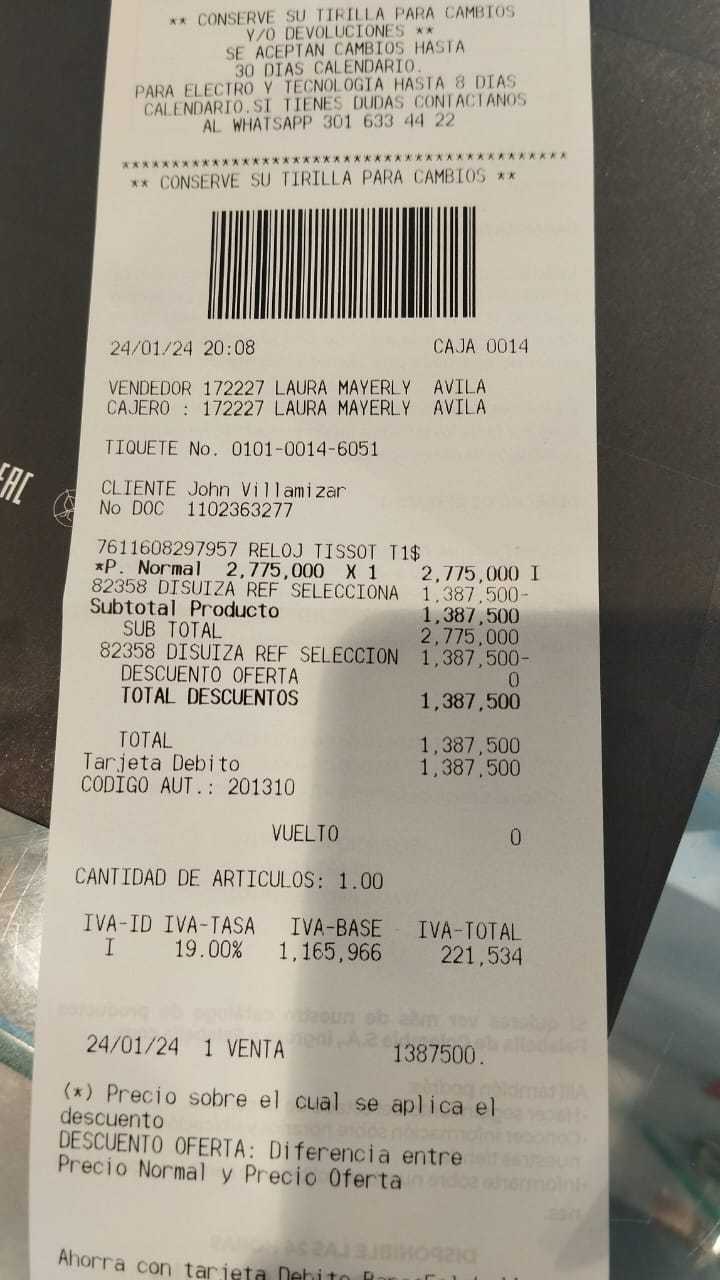 ** CONSERVE SU TIRILLA PARA CAMBIOS
Y/O DEVOLUCIONES **
SE ACEPTAN CAMBIOS HASTA
30 DIAS CALENDARIO.
PARA ELECTRO Y TECNOLOGIA HASTA 8 DIAS
CALENDARIO.SI TIENES DUDAS CONTACTANOS
AL WHATSAPP 301 633 44 22
*********************************************
** CONSERVE SU TIRILLA PARA CAMBIOS **
24/01/24 20:08 CAJA 0014
VENDEDOR 172227 LAURA MAYERLY AVILA
CAJERO : 172227 LAURA MAYERLY AVILA
TIQUETE No. 0101-0014-6051
CLIENTE John Villamizar
No DOC 1102363277
7611608297957 RELOJ TISSOT T1$
*P. Normal 2,775,000 X 1 2,775,000 I
82358 DISUIZA REF SELECCIONA 1,387,500-
Subtotal Producto 1,387,500
SUB TOTAL 2,775,000
82358 DISUIZA REF SELECCION 1,387,500-
DESCUENTO OFERTA 0
TOTAL DESCUENTOS 1,387,500
TOTAL 1,387,500
Tarjeta Debito 1,387,500
CODIGO AUT.: 201310
VUELTO 0
CANTIDAD DE ARTICULOS: 1.00
IVA-ID IVA-TASA IVA-BASE IVA-TOTAL
I 19.00% 1,165,966 221,534
24/01/24 1 VENTA 1387500.
(*) Precio sobre el cual se aplica el
descuento
DESCUENTO OFERTA: Diferencia entre
Precio Normal y Precio Oferta
Ahorra con tarjeta Debito
EAC